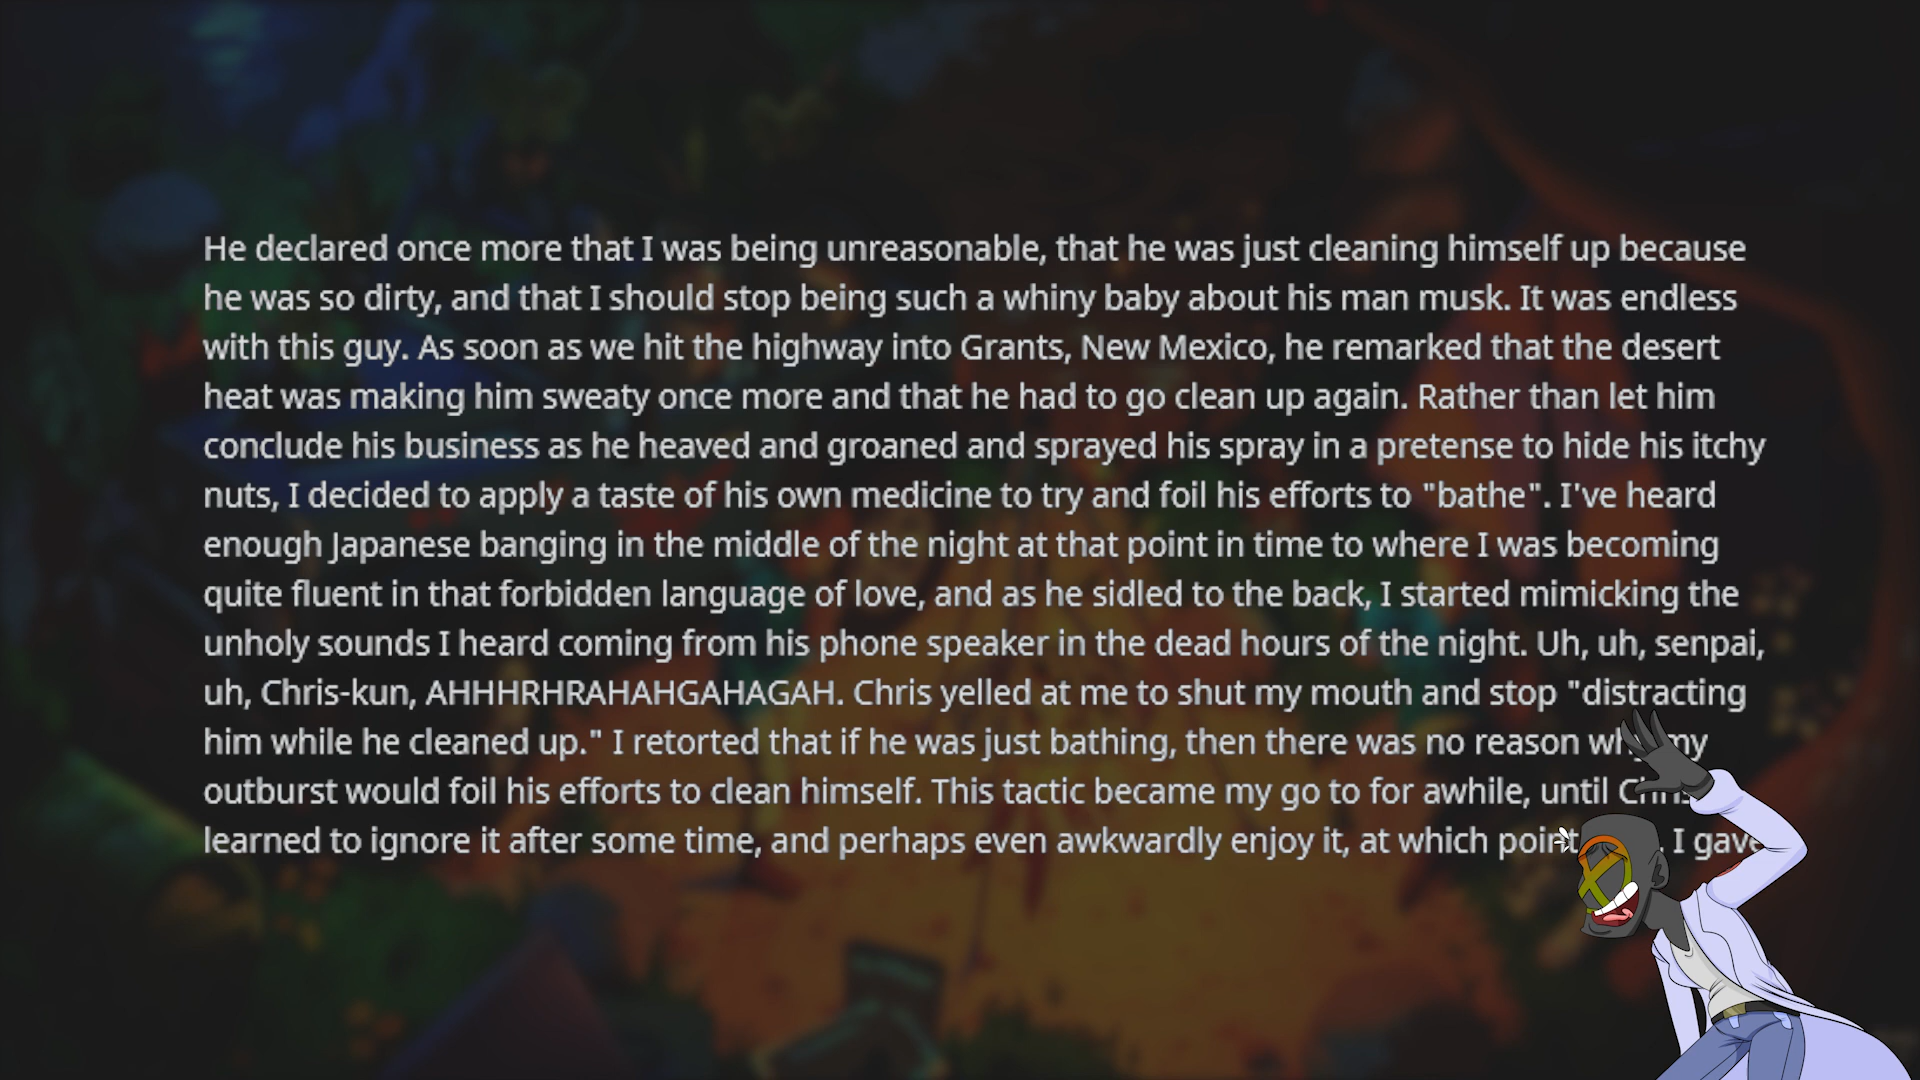 He declared once more that I was being unreasonable, that he was just cleaning himself up because
he was so dirty, and that I should stop being such a whiny baby about his man musk. It was endless
with this guy. As soon as we hit the highway into Grants, New Mexico, he remarked that the desert
heat was making him sweaty once more and that he had to go clean up again. Rather than let him
conclude his business as he heaved and groaned and sprayed his spray in a pretense to hide his itchy
nuts, I decided to apply a taste of his own medicine to try and foil his efforts to "bathe". I've heard
enough Japanese banging in the middle of the night at that point in time to where I was becoming
quite fluent in that forbidden language of love, and as he sidled to the back, I started mimicking the
unholy sounds I heard coming from his phone speaker in the dead hours of the night. Uh, uh, senpai,
uh, Chris-kun, AHHHRHRAHAHGAHAGAH. Chris yelled at me to shut my mouth and stop "distracting
him while he cleaned up." I retorted that if he was just bathing, then there was no reason why my
outburst would foil his efforts to clean himself. This tactic became my go to for awhile, until Chris
learned to ignore it after some time, and perhaps even awkwardly enjoy it, at which point I gave